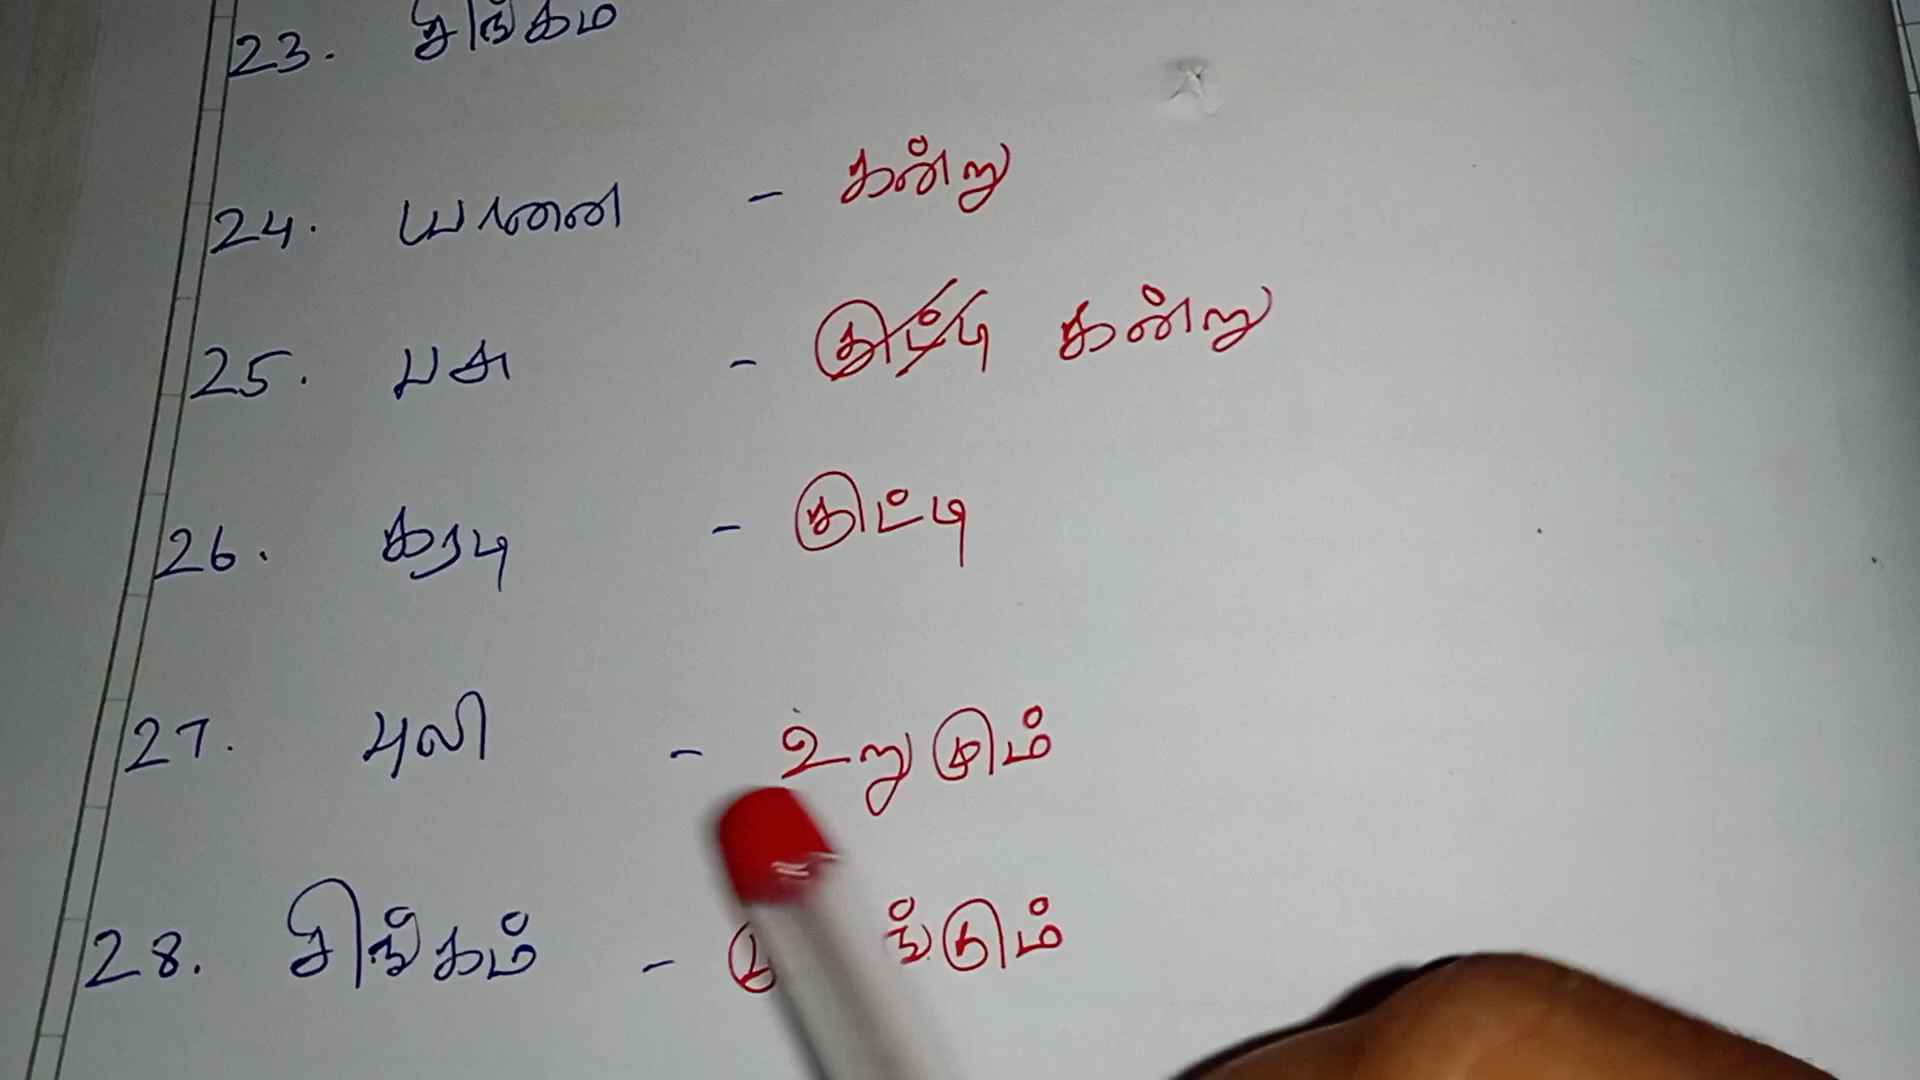 23. சிங்கம்
24. யானை - கன்று
25. பசு - குட்டி கன்று
26. கரடி - குட்டி
27. புலி - உறுமும்
28. சிங்கம் -